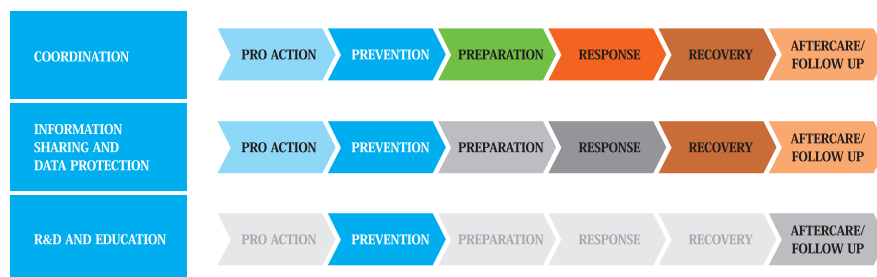 COORDINATION
PRO ACTION
PREVENTION
PREPARATION
RESPONSE
RECOVERY
AFTERCARE/
FOLLOW UP
INFORMATION
SHARING AND
DATA PROTECTION
PRO ACTION
PREVENTION
PREPARATION
RESPONSE
RECOVERY
AFTERCARE/
FOLLOW UP
R&D AND EDUCATION
PRO ACTION
PREVENTION
PREPARATION
RESPONSE
RECOVERY
AFTERCARE/
FOLLOW UP